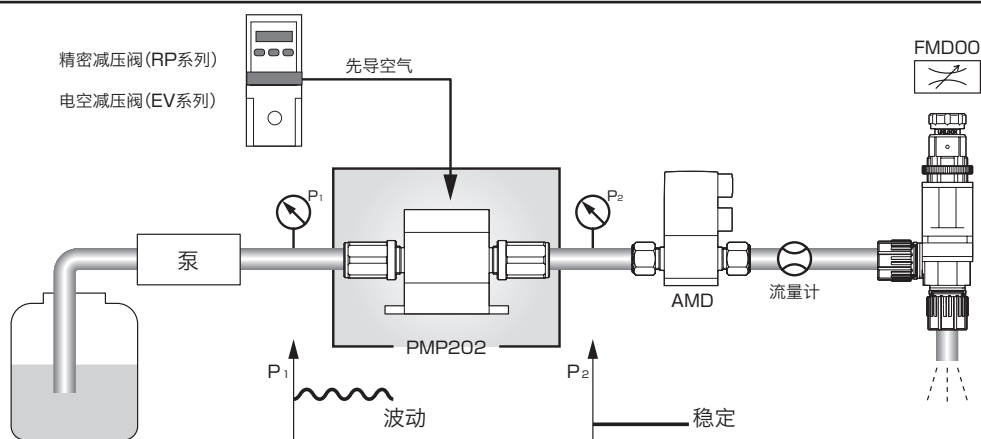 精密减压阀(RP系列)
电空减压阀(EV系列)
先导空气
FMD00
P1
P2
泵
AMD
流量计
PMP202
P1
波动
P2
稳定